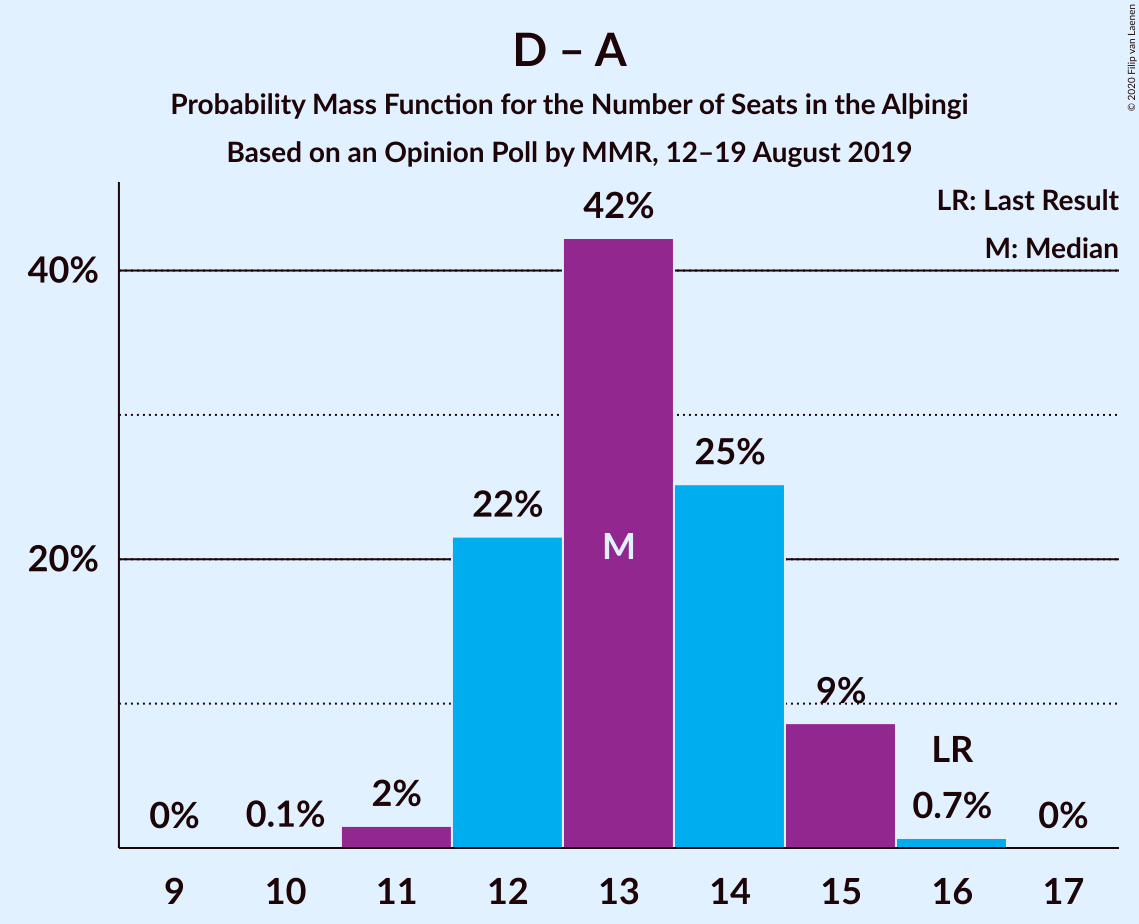 D – A
Probability Mass Function for the Number of Seats in the Alþingi
Based on an Opinion Poll by MMR, 12–19 August 2019
© 2020 Filip van Laenen
LR: Last Result
M: Median
40%
20%
0%
0.1%
2%
22%
42%
M
25%
9%
LR
0.7%
0%
9 10 11 12 13 14 15 16 17